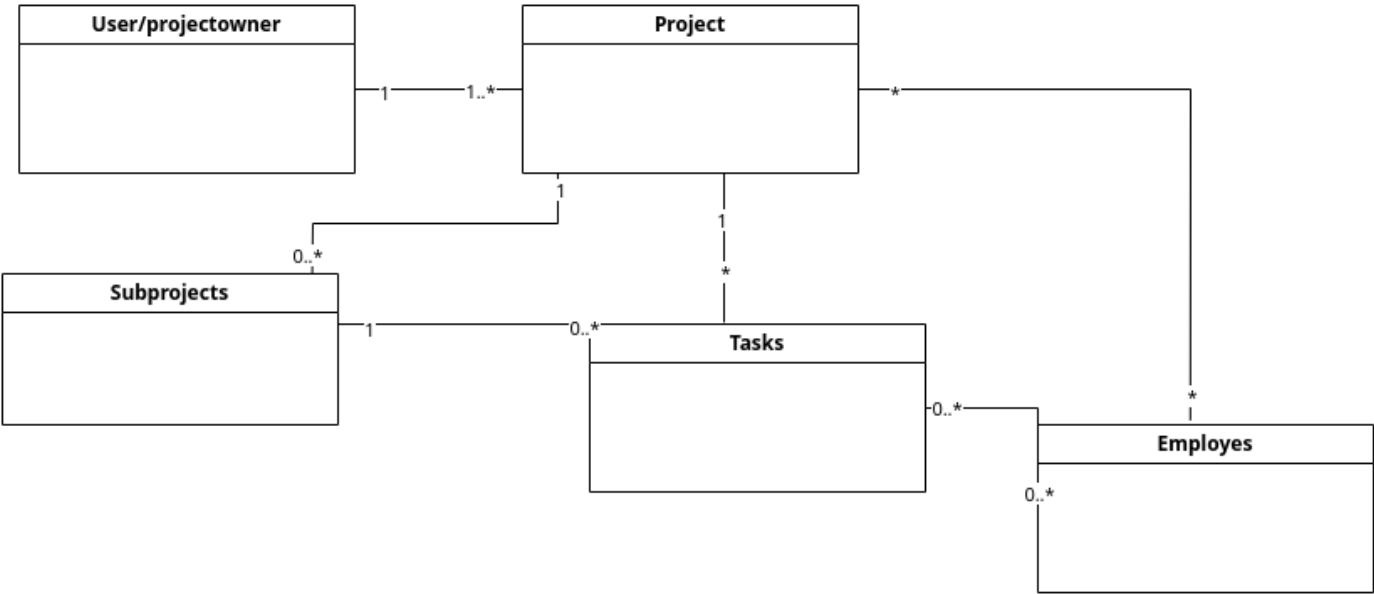 User/projectowner
Project
1
1..*
*
1
1
0..*
*
Subprojects
1
0..*
Tasks
*
0..*
Employes
0..*